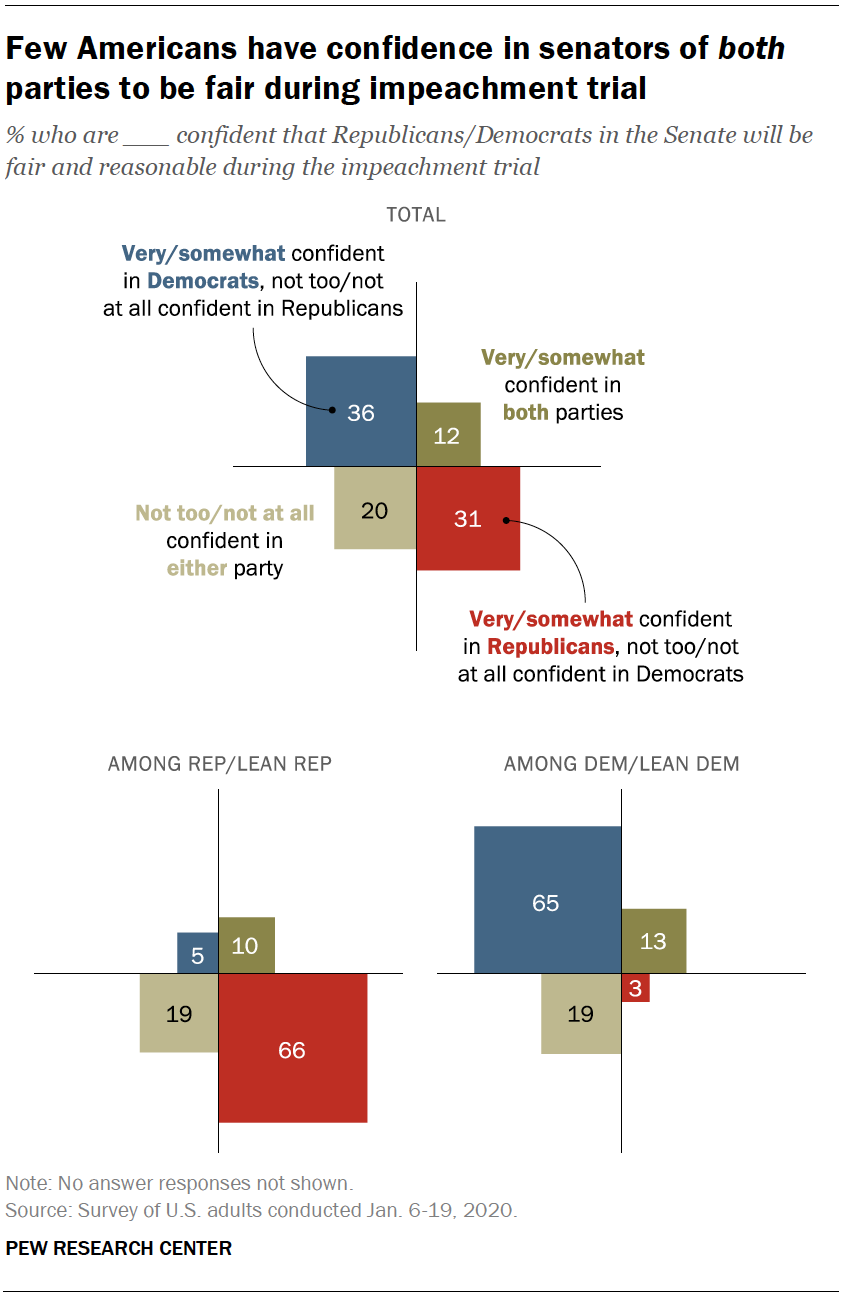 Few Americans have confidence in senators of both
parties to be fair during impeachment trial
% who are ___ confident that Republicans/Democrats in the Senate will be
fair and reasonable during the impeachment trial
TOTAL
Very/somewhat confident
in Democrats, not too/not
at all confident in Republicans
Very/somewhat
confident in
both parties
36
12
Not too/not at all
confident in
either party
20
31
Very/somewhat confident
in Republicans, not too/not
at all confident in Democrats
AMONG REP/LEAN REP
5
10
19
66
AMONG DEM/LEAN DEM
65
13
19
3
Note: No answer responses not shown.
Source: Survey of U.S. adults conducted Jan. 6-19, 2020.
PEW RESEARCH CENTER